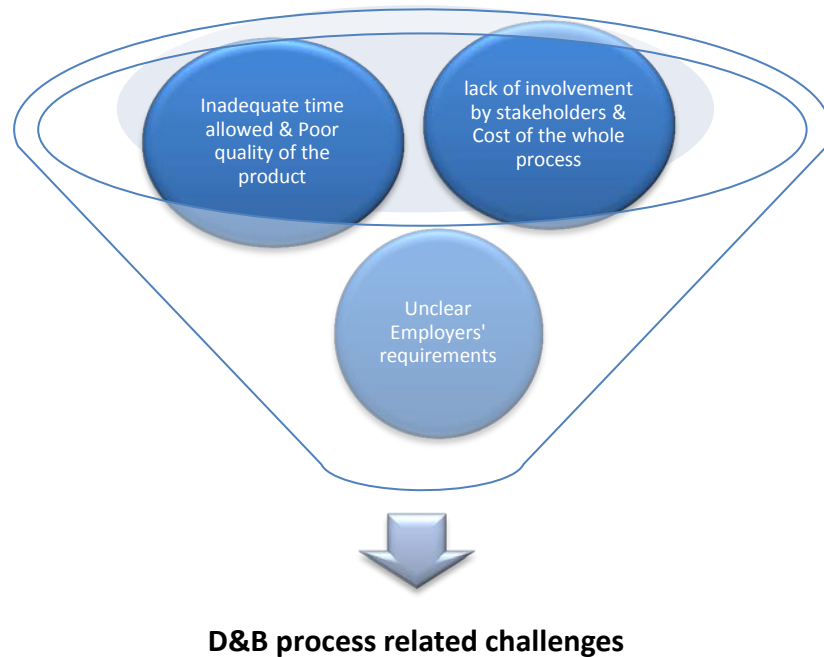 Inadequate time
allowed & Poor
quality of the
product
lack of involvement
by stakeholders &
Cost of the whole
process
Unclear
Employers'
requirements
D&B process related challenges